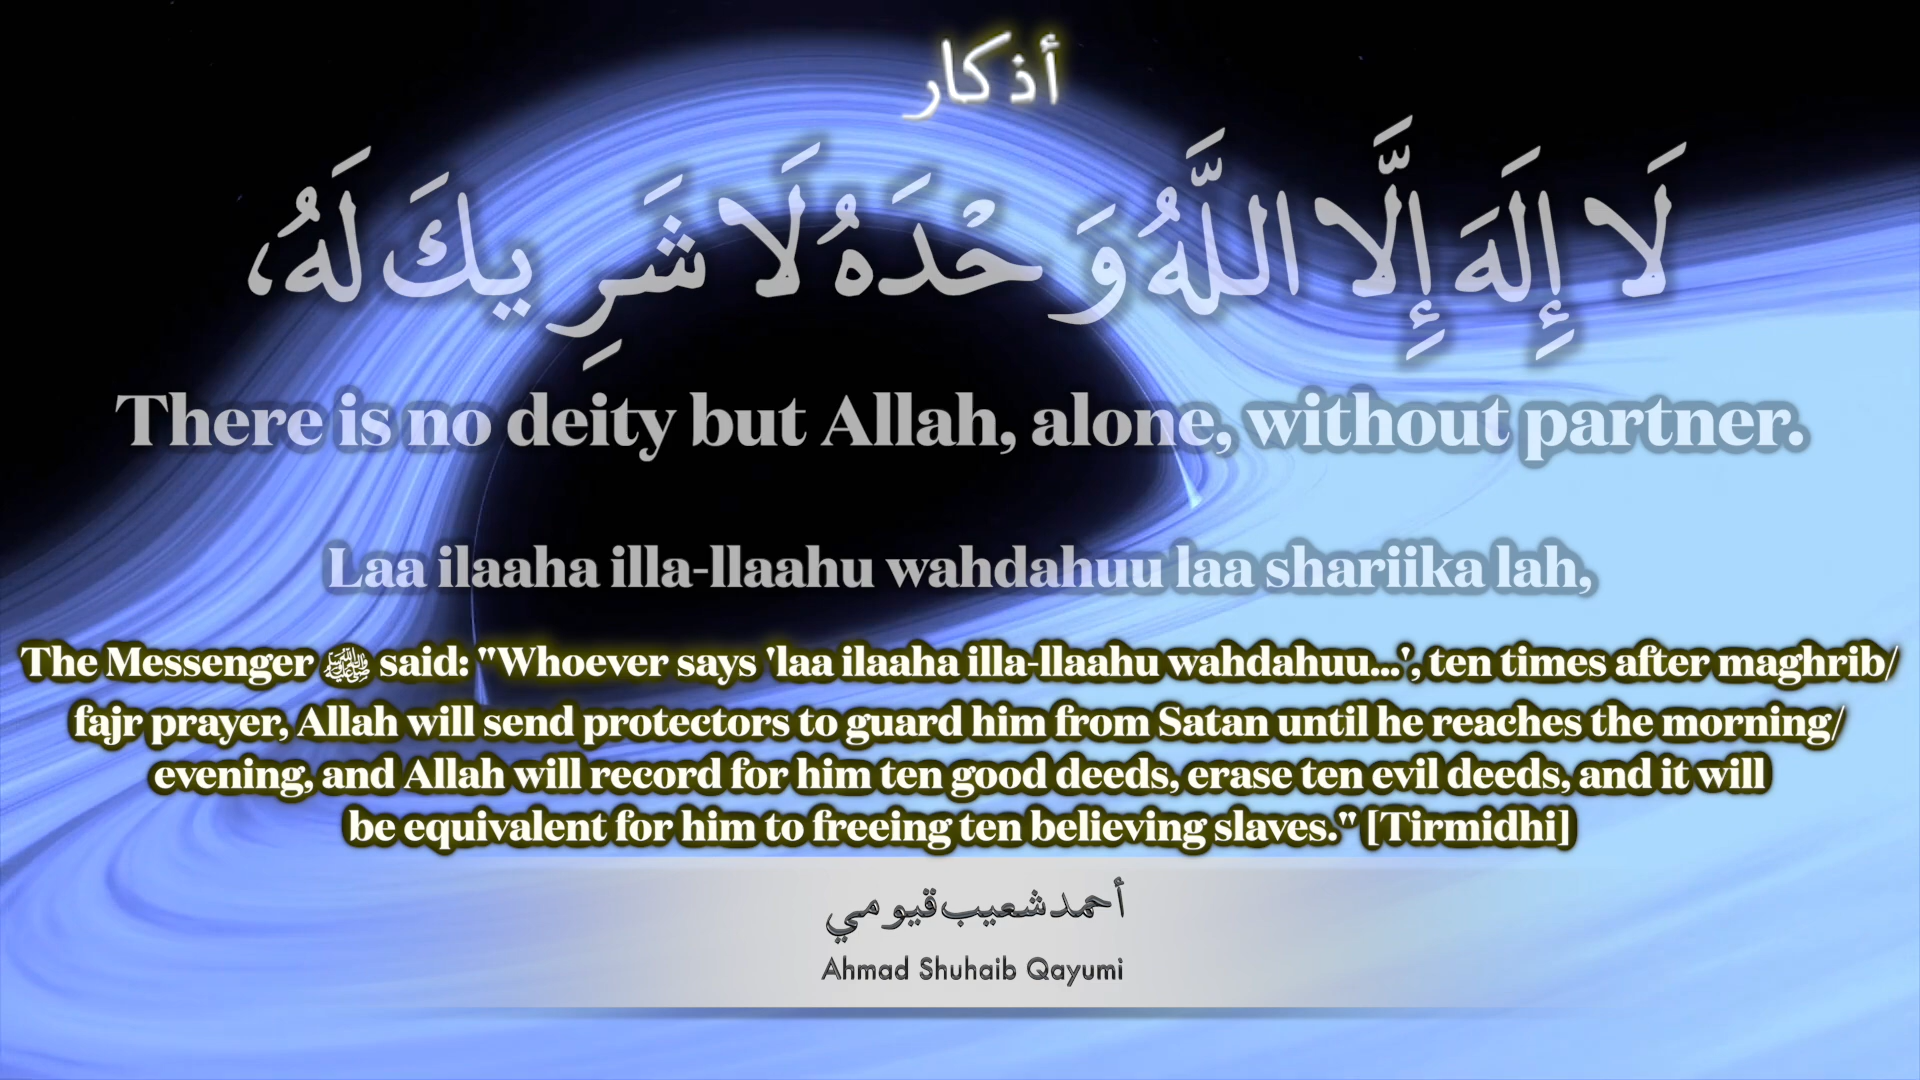 أذكار
لَا إِلَهَ إِلَّا اللَّهُ وَحْدَهُ لَا شَرِيكَ لَهُ،
There is no deity but Allah, alone, without partner.
Laa ilaaha illa-llaahu wahdahuu laa shariika lah,
The Messenger ﷺ said: "Whoever says 'laa ilaaha illa-llaahu wahdahuu...', ten times after maghrib/
fajr prayer, Allah will send protectors to guard him from Satan until he reaches the morning/
evening, and Allah will record for him ten good deeds, erase ten evil deeds, and it will
be equivalent for him to freeing ten believing slaves." [Tirmidhi]
أحمد شعيب قيومي
Ahmad Shuhaib Qayumi